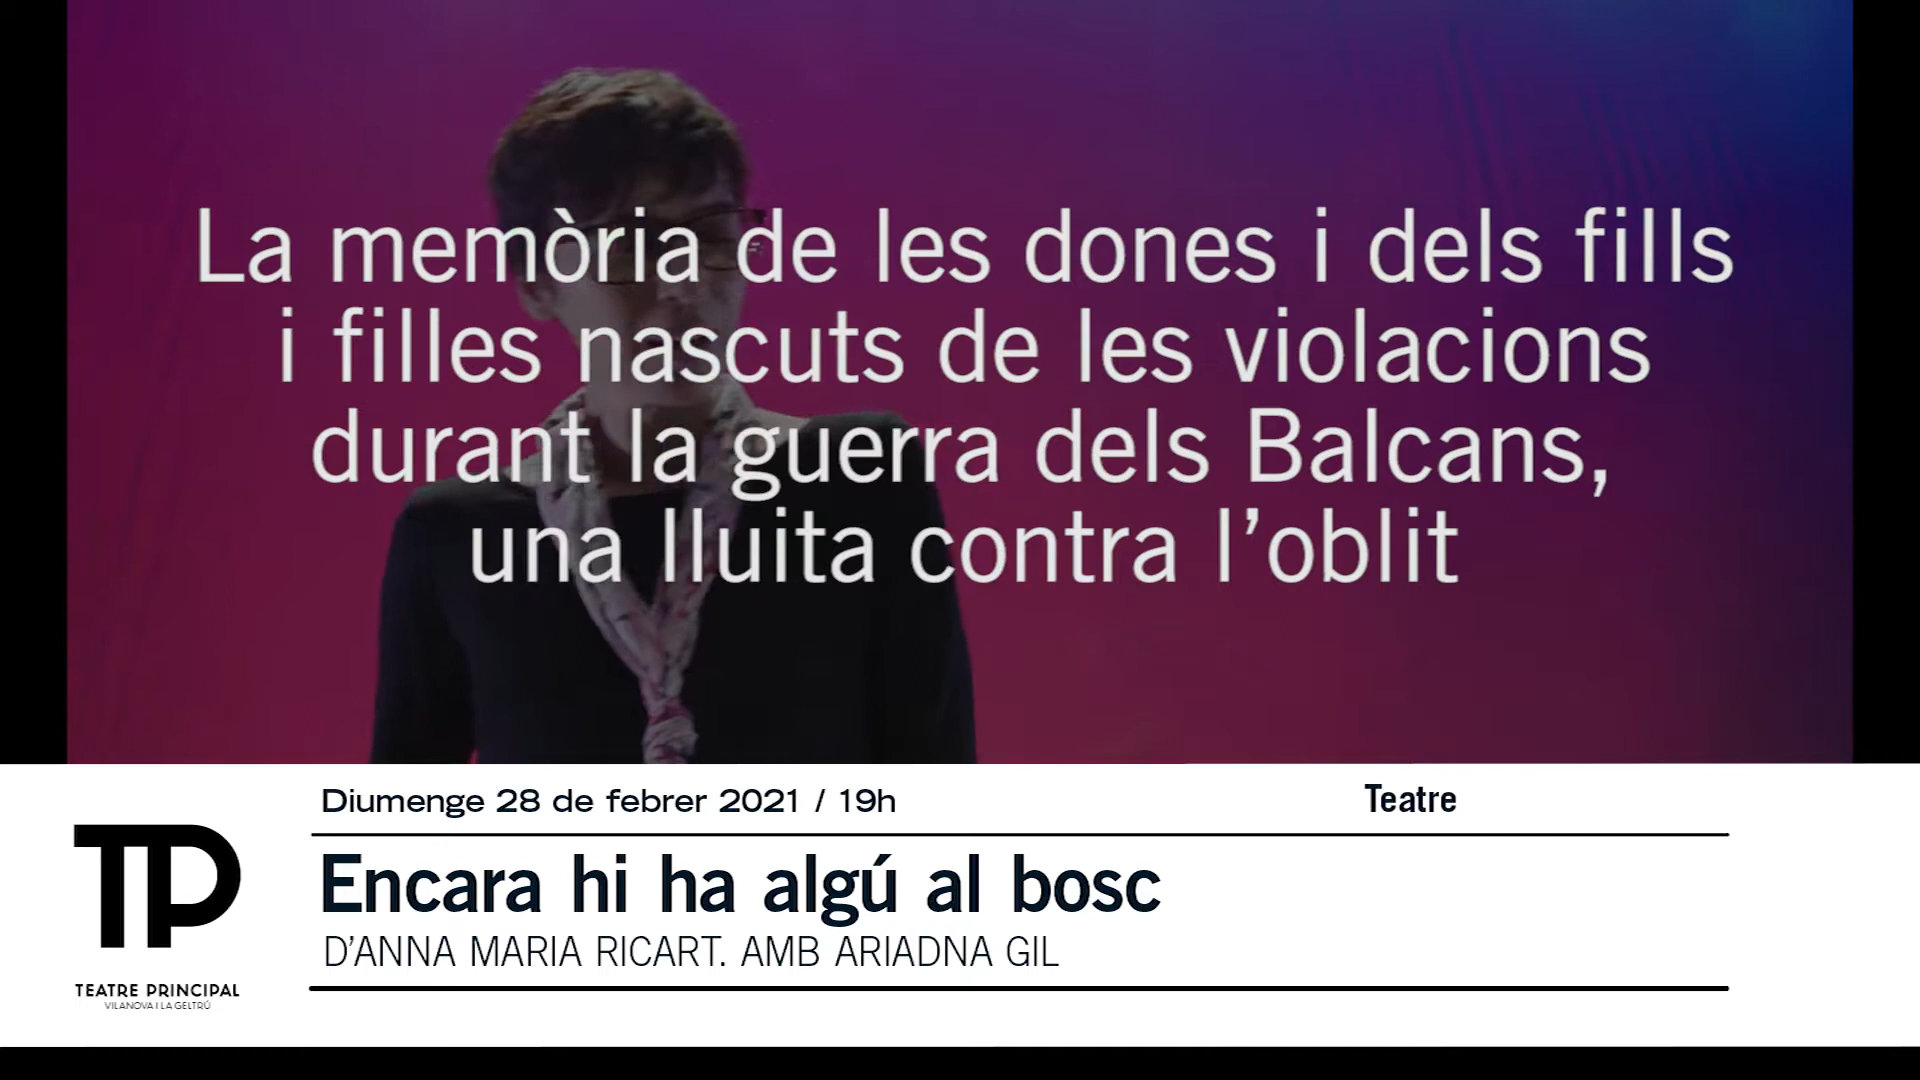 La memòria de les dones i dels fills
i filles nascuts de les violacions
durant la guerra dels Balcans,
una lluita contra l’oblit
Diumenge 28 de febrer 2021 / 19h
Teatre
Encara hi ha algú al bosc
D’ANNA MARIA RICART. AMB ARIADNA GIL
TP
TEATRE PRINCIPAL
VILANOVA I LA GELTRÚ